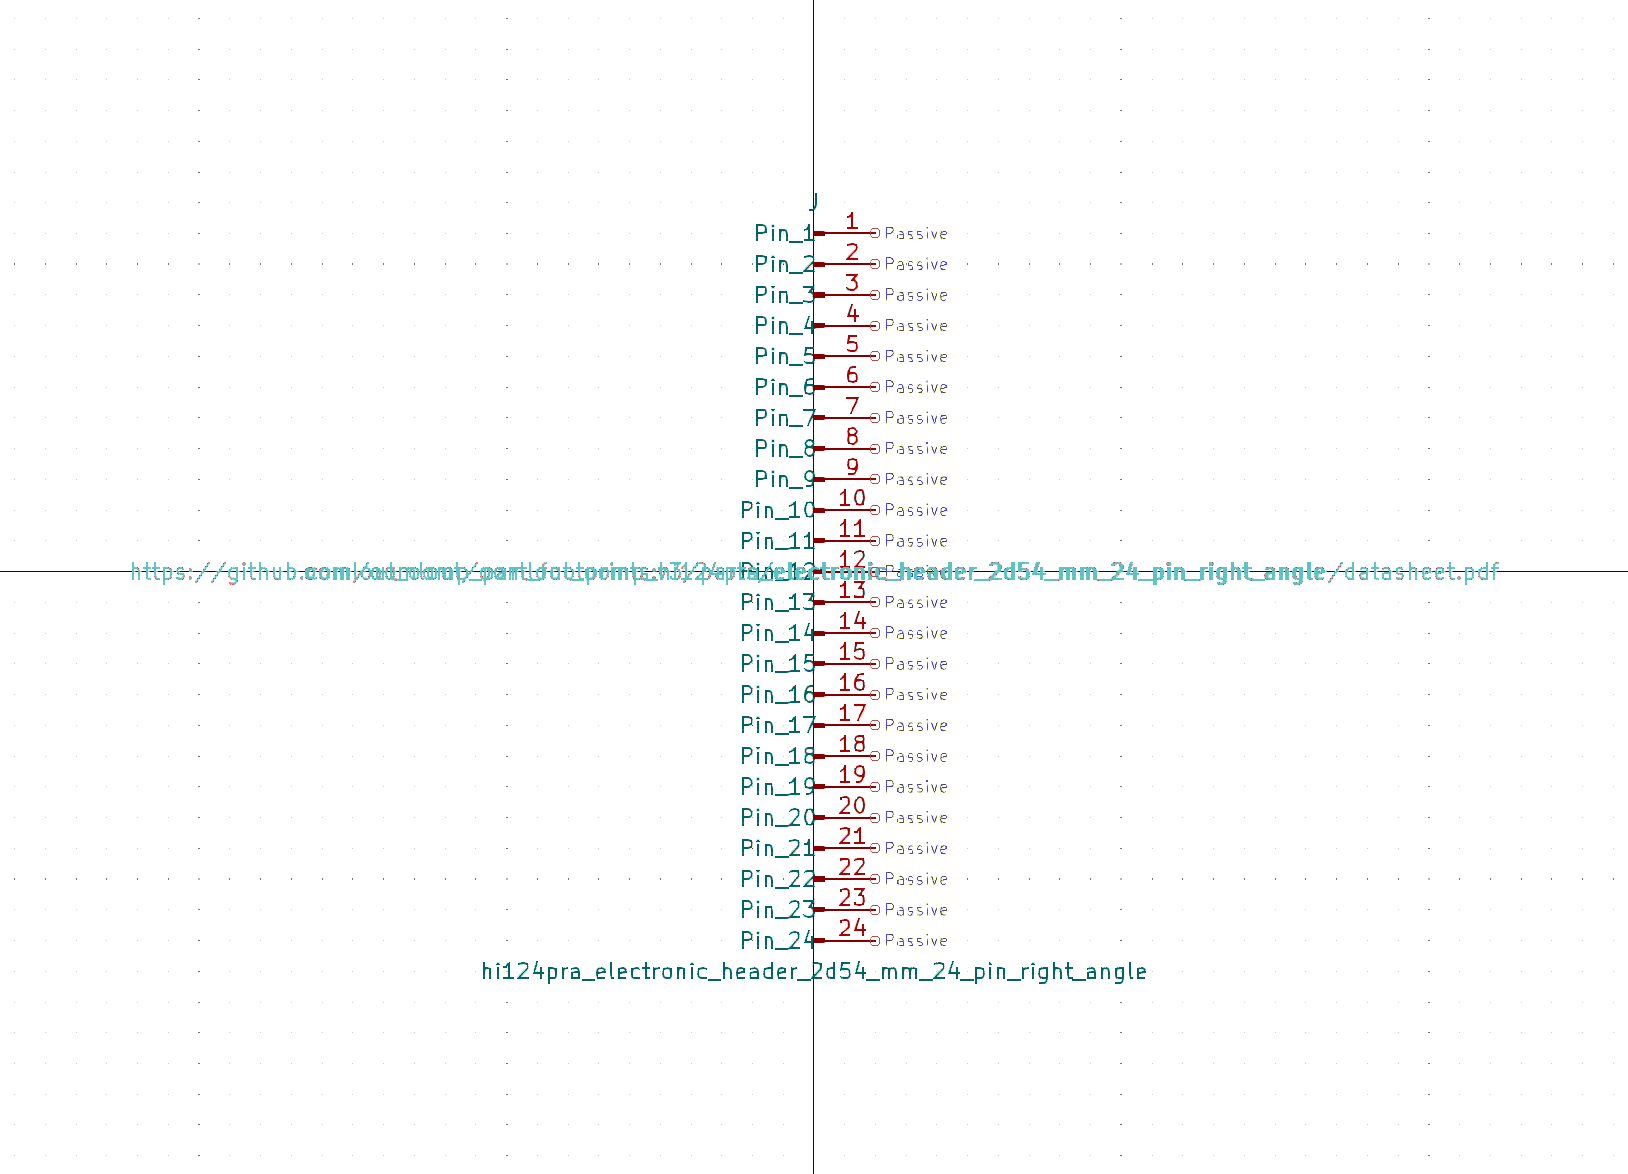 J
Pin_1 1 Passive
Pin_2 2 Passive
Pin_3 3 Passive
Pin_4 4 Passive
Pin_5 5 Passive
Pin_6 6 Passive
Pin_7 7 Passive
Pin_8 8 Passive
Pin_9 9 Passive
Pin_10 10 Passive
Pin_11 11 Passive
Pin_12 12
https://github. electronic_header_2d54_mm_24_pin_right_angle/datasheet.pdf
Pin_13 13 Passive
Pin_14 14 Passive
Pin_15 15 Passive
Pin_16 16 Passive
Pin_17 17 Passive
Pin_18 18 Passive
Pin_19 19 Passive
Pin_20 20 Passive
Pin_21 21 Passive
Pin_22 22 Passive
Pin_23 23 Passive
Pin_24 24 Passive
hi124pra_electronic_header_2d54_mm_24_pin_right_angle